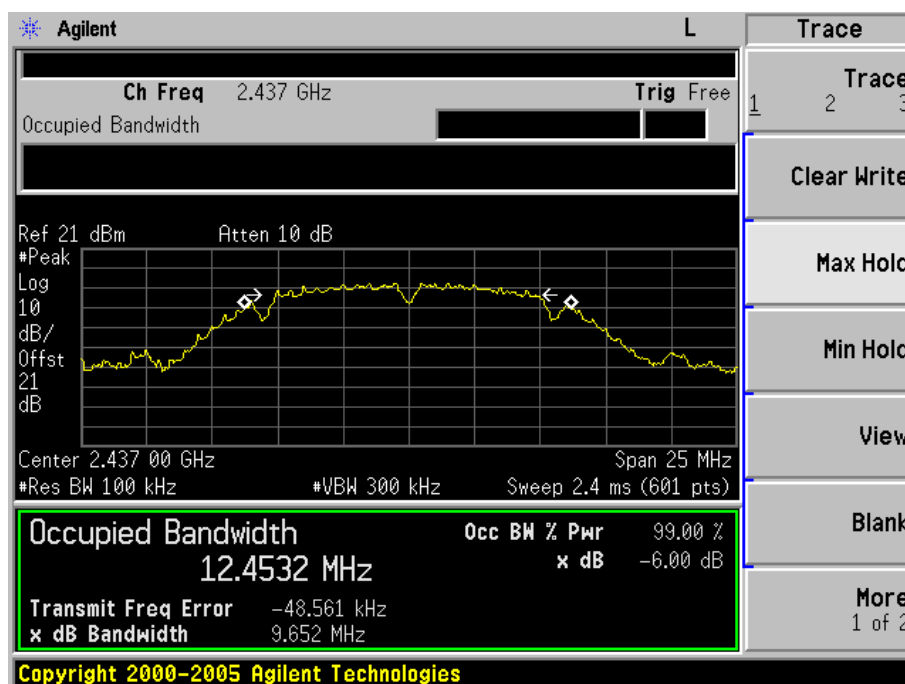 Agilent
L
Trace
Ch Freq 2.437 GHz
Trig Free
Occupied Bandwidth
Ref 21 dBm
Atten 10 dB
#Peak
Log
10
dB/
Offst
21
dB
Center 2.437 00 GHz
Span 25 MHz
#Res BW 100 kHz
#VBW 300 kHz
Sweep 2.4 ms (601 pts)
Occupied Bandwidth
12.4532 MHz
Occ BW % Pwr 99.00 %
x dB -6.00 dB
Transmit Freq Error -48.561 kHz
x dB Bandwidth 9.652 MHz
Copyright 2000-2005 Agilent Technologies
Trace
1 2 3
Clear Write
Max Hold
Min Hold
View
Blank
More
1 of 2